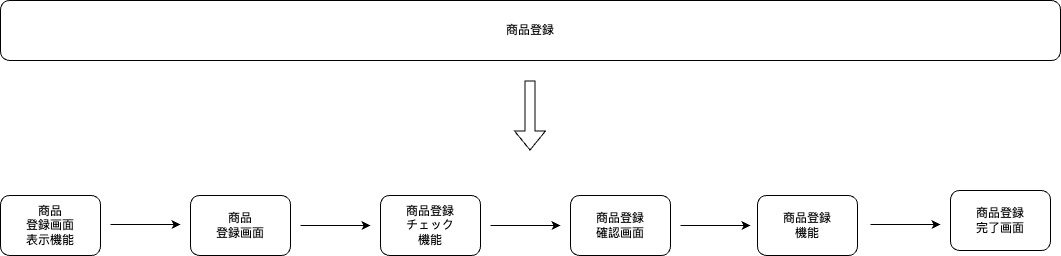 商品登録
商品
登録画面
表示機能
商品
登録画面
商品登録
チェック
機能
商品登録
確認画面
商品登録
機能
商品登録
完了画面